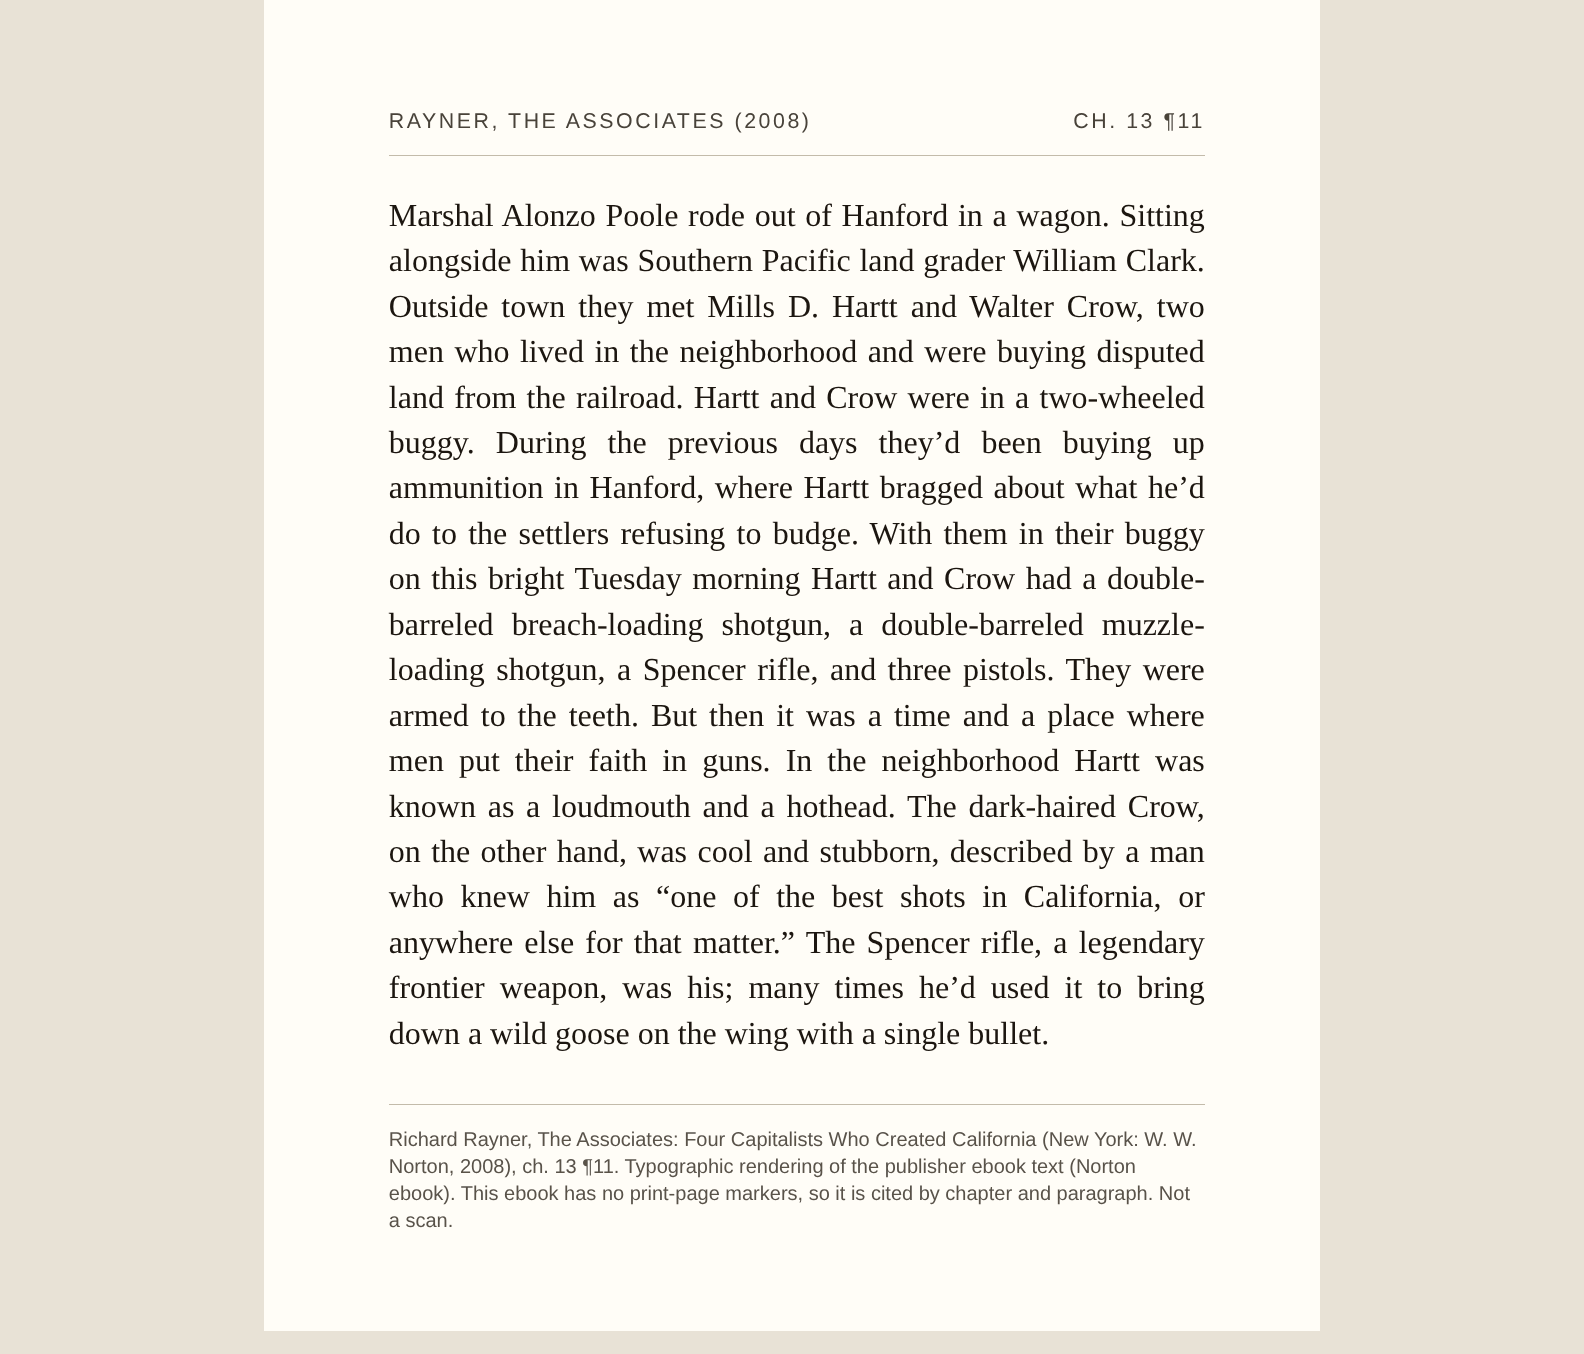 RAYNER, THE ASSOCIATES (2008)
CH. 13 ¶11
Marshal Alonzo Poole rode out of Hanford in a wagon. Sitting
alongside him was Southern Pacific land grader William Clark.
Outside town they met Mills D. Hartt and Walter Crow, two
men who lived in the neighborhood and were buying disputed
land from the railroad. Hartt and Crow were in a two-wheeled
buggy. During the previous days they’d been buying up
ammunition in Hanford, where Hartt bragged about what he’d
do to the settlers refusing to budge. With them in their buggy
on this bright Tuesday morning Hartt and Crow had a double-
barreled breach-loading shotgun, a double-barreled muzzle-
loading shotgun, a Spencer rifle, and three pistols. They were
armed to the teeth. But then it was a time and a place where
men put their faith in guns. In the neighborhood Hartt was
known as a loudmouth and a hothead. The dark-haired Crow,
on the other hand, was cool and stubborn, described by a man
who knew him as “one of the best shots in California, or
anywhere else for that matter.” The Spencer rifle, a legendary
frontier weapon, was his; many times he’d used it to bring
down a wild goose on the wing with a single bullet.
Richard Rayner, The Associates: Four Capitalists Who Created California (New York: W. W.
Norton, 2008), ch. 13 ¶11. Typographic rendering of the publisher ebook text (Norton
ebook). This ebook has no print-page markers, so it is cited by chapter and paragraph. Not
a scan.